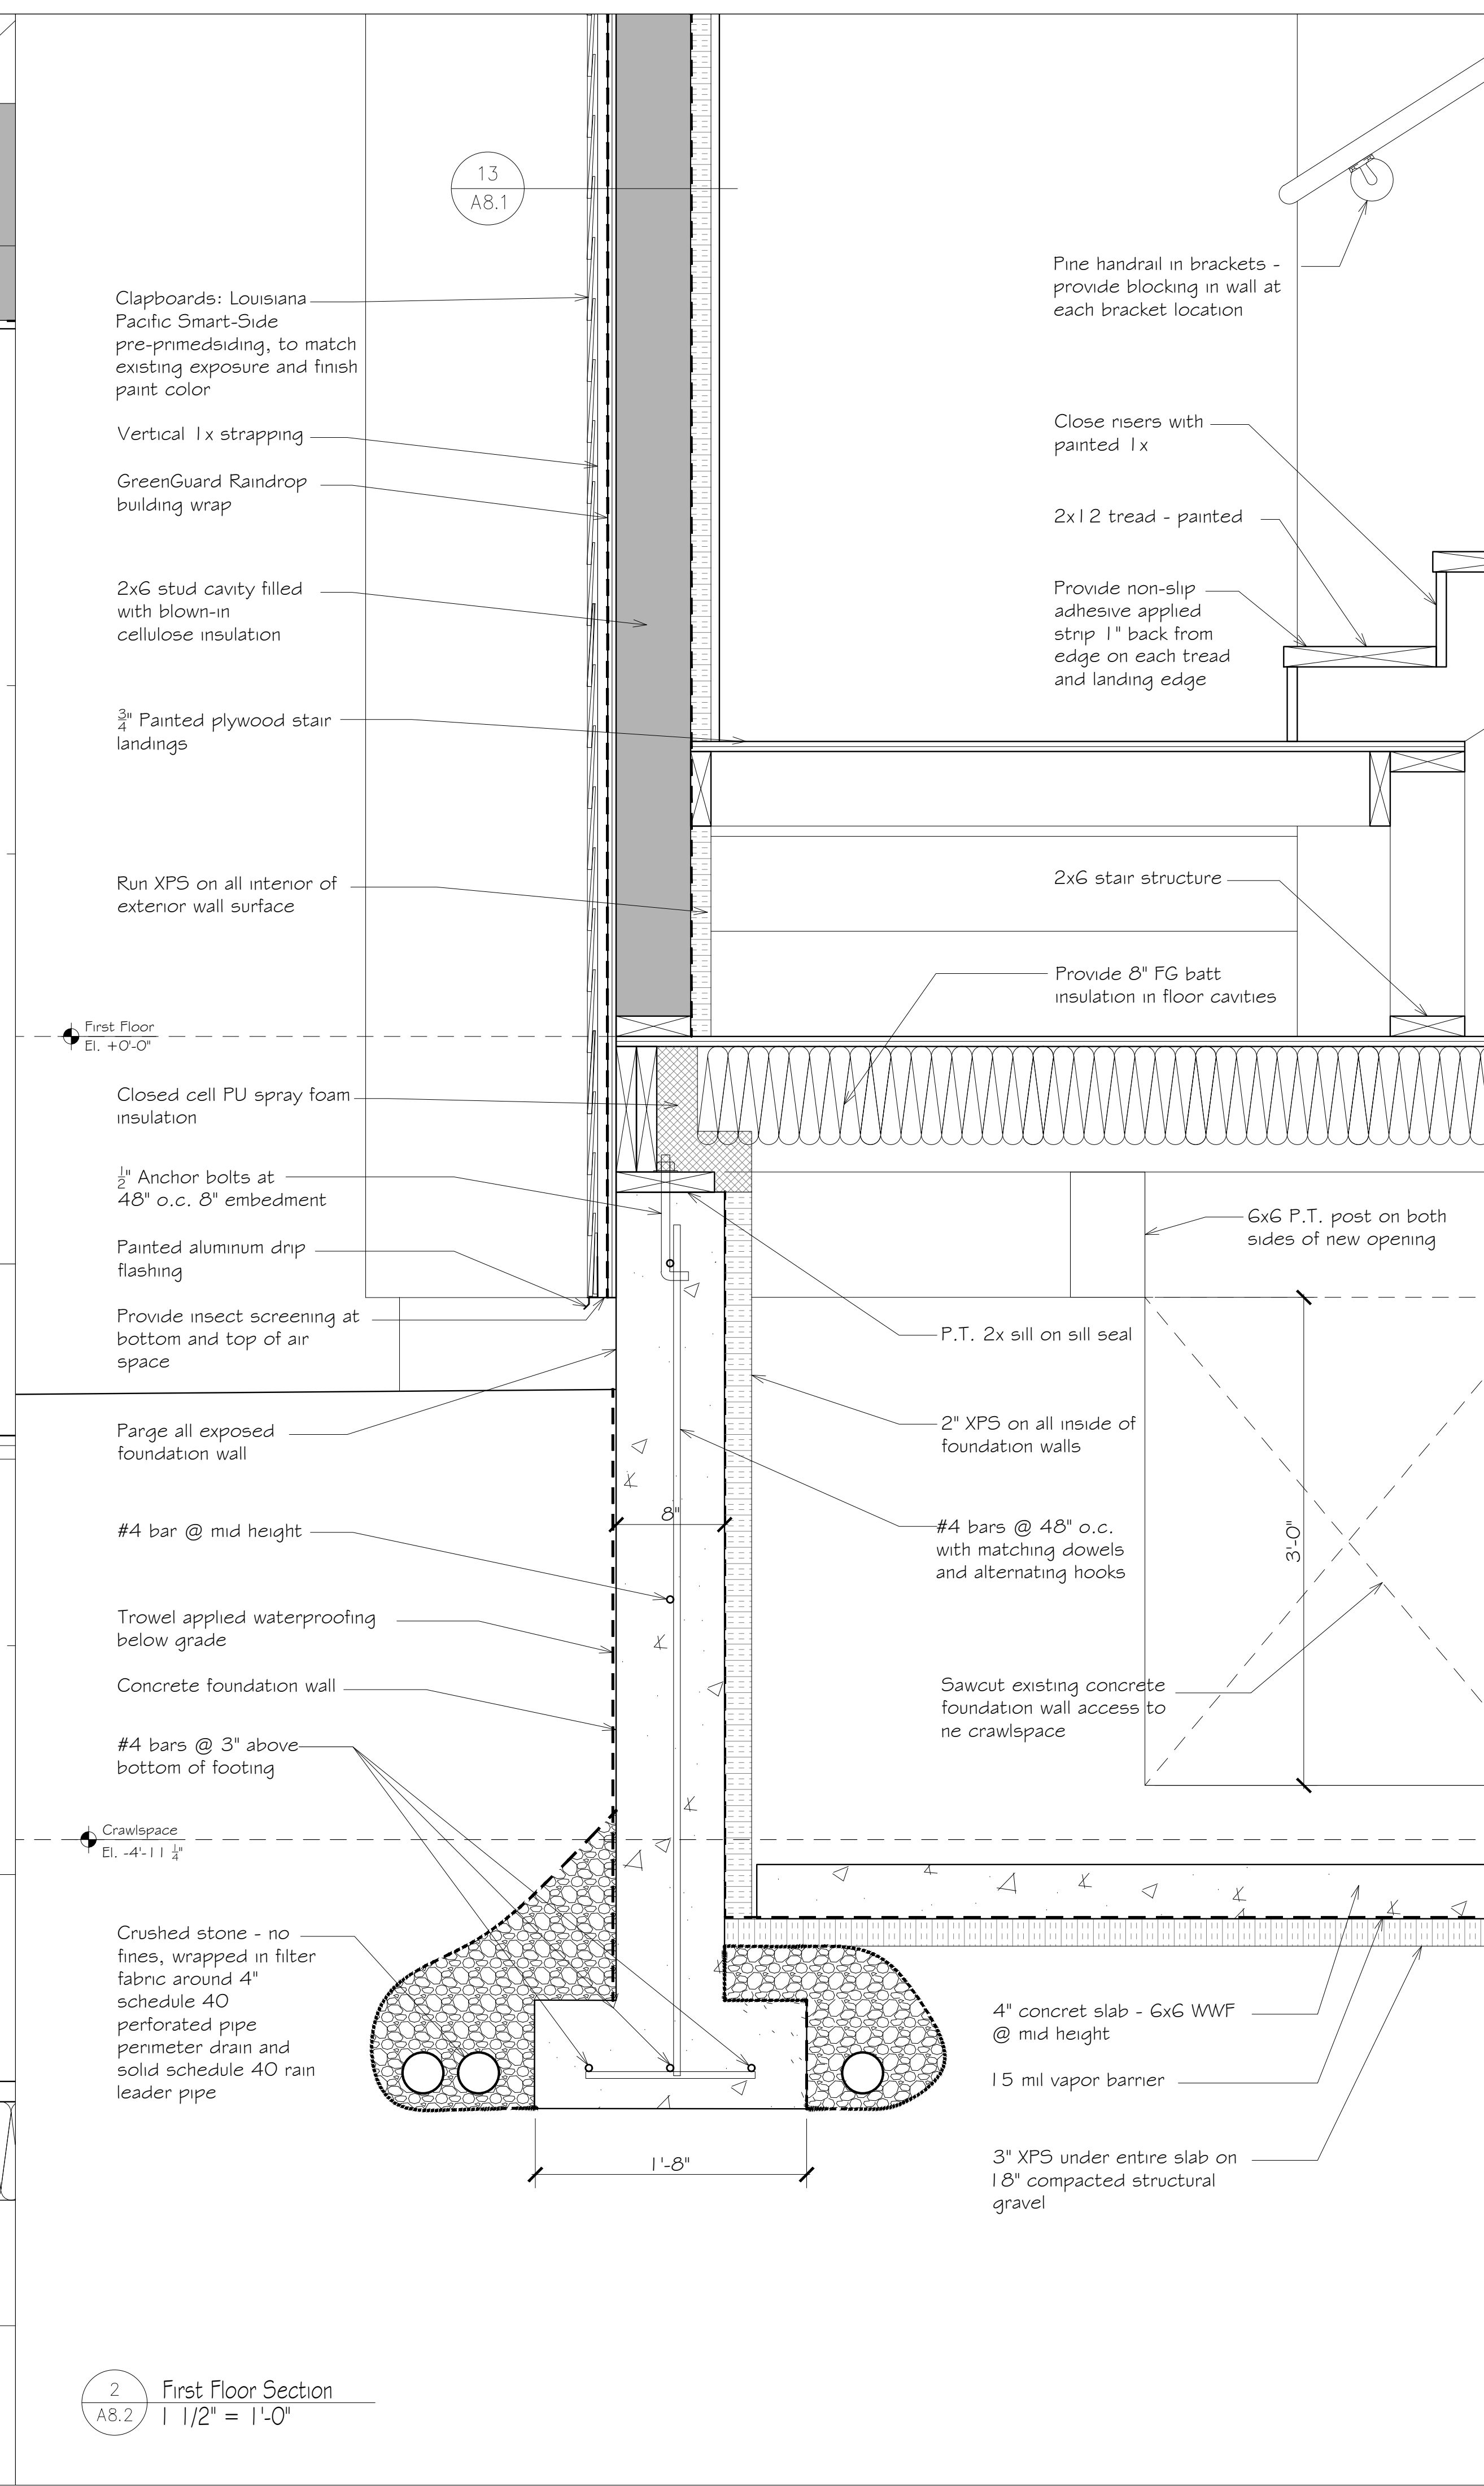 13
A8.1
Clapboards: Louisiana
Pacific Smart-Side
pre-primedsiding, to match
existing exposure and finish
paint color
Vertical 1x strapping
GreenGuard Raindrop
building wrap
2x6 stud cavity filled
with blown-in
cellulose insulation
3/4" Painted plywood stair
landings
Run XPS on all interior of
exterior wall surface
First Floor
El. +0'-0"
Closed cell PU spray foam
insulation
1/2" Anchor bolts at
48" o.c. 8" embedment
Painted aluminum drip
flashing
Provide insect screening at
bottom and top of air
space
Parge all exposed
foundation wall
#4 bar @ mid height
Trowel applied waterproofing
below grade
Concrete foundation wall
#4 bars @ 3" above
bottom of footing
Crawlspace
El. -4'-11 1/4"
Crushed stone - no
fines, wrapped in filter
fabric around 4"
schedule 40
perforated pipe
perimeter drain and
solid schedule 40 rain
leader pipe
Pine handrail in brackets -
provide blocking in wall at
each bracket location
Close risers with
painted 1x
2x12 tread - painted
Provide non-slip
adhesive applied
strip 1" back from
edge on each tread
and landing edge
2x6 stair structure
Provide 8" FG batt
insulation in floor cavities
6x6 P.T. post on both
sides of new opening
P.T. 2x sill on sill seal
2" XPS on all inside of
foundation walls
8"
#4 bars @ 48" o.c.
with matching dowels
and alternating hooks
3'-0"
Sawcut existing concrete
foundation wall access to
ne crawlspace
4" concret slab - 6x6 WWF
@ mid height
15 mil vapor barrier
3" XPS under entire slab on
18" compacted structural
gravel
1'-8"
2
A8.2
First Floor Section
1 1/2" = 1'-0"